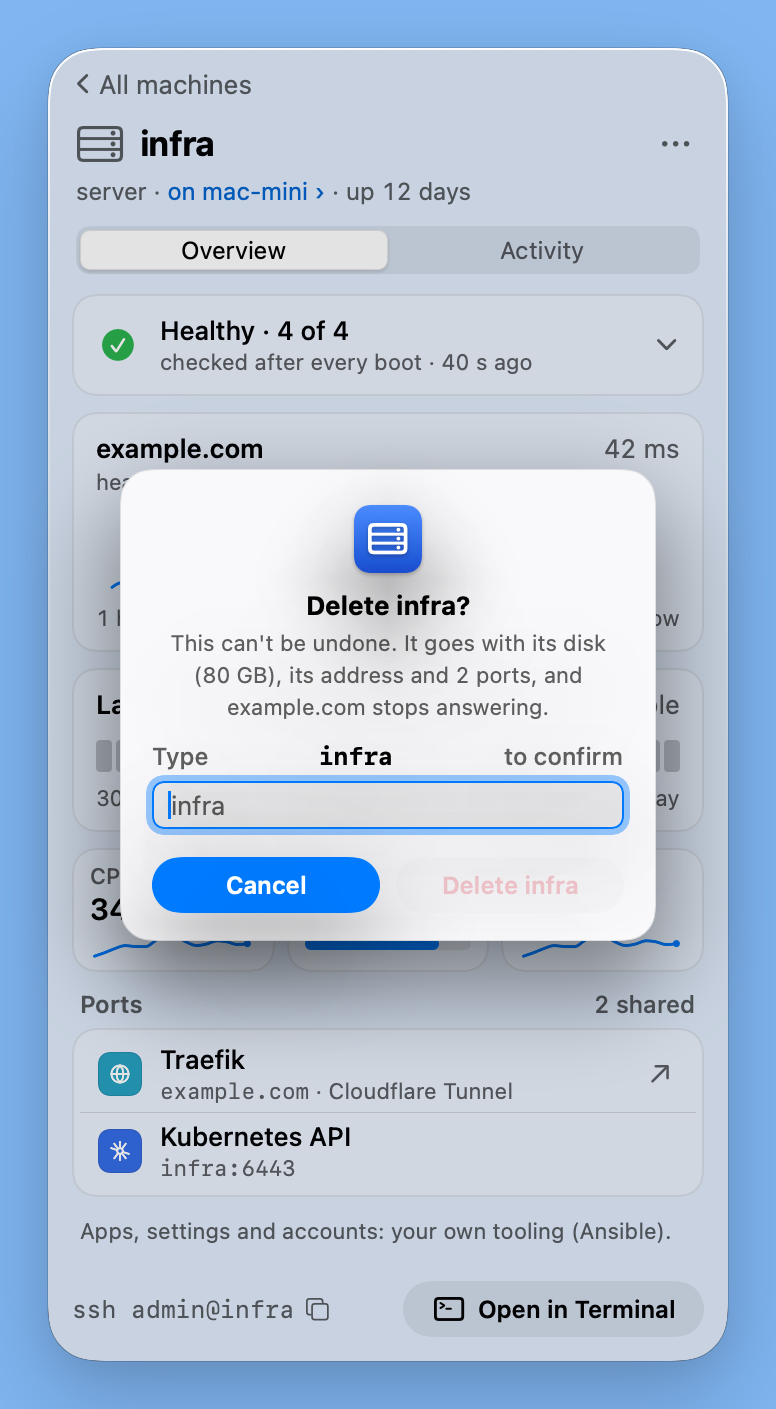 All machines
infra
server · on mac-mini › · up 12 days
Overview
Activity
Healthy · 4 of 4
checked after every boot · 40 s ago
example.com
42 ms
Delete infra?
This can't be undone. It goes with its disk
(80 GB), its address and 2 ports, and
example.com stops answering.
Type infra to confirm
infra
Cancel
Delete infra
Ports
2 shared
Traefik
example.com · Cloudflare Tunnel
Kubernetes API
infra:6443
Apps, settings and accounts: your own tooling (Ansible).
ssh admin@infra
Open in Terminal